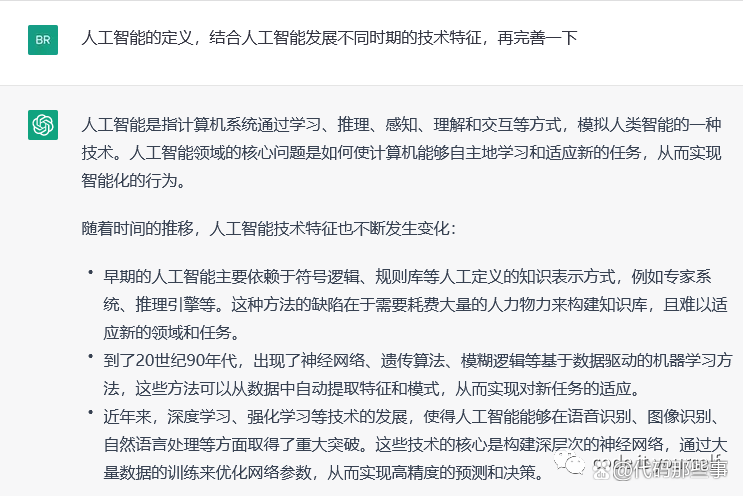 BR
人工智能的定义，结合人工智能发展不同时期的技术特征，再完善一下
人工智能是指计算机系统通过学习、推理、感知、理解和交互等方式，模拟人类智能的一种
技术。人工智能领域的核心问题是如何使计算机能够自主地学习和适应新的任务，从而实现
智能化的行为。
随着时间的推移，人工智能技术特征也不断发生变化：
• 早期的人工智能主要依赖于符号逻辑、规则库等人工定义的知识表示方式，例如专家系
统、推理引擎等。这种方法的缺陷在于需要耗费大量的人力物力来构建知识库，且难以适
应新的领域和任务。
• 到了20世纪90年代，出现了神经网络、遗传算法、模糊逻辑等基于数据驱动的机器学习方
法，这些方法可以从数据中自动提取特征和模式，从而实现对新任务的适应。
• 近年来，深度学习、强化学习等技术的发展，使得人工智能能够在语音识别、图像识别、
自然语言处理等方面取得了重大突破。这些技术的核心是构建深层次的神经网络，通过大
量数据的训练来优化网络参数，从而实现高精度的预测和决策。
@代码那些事